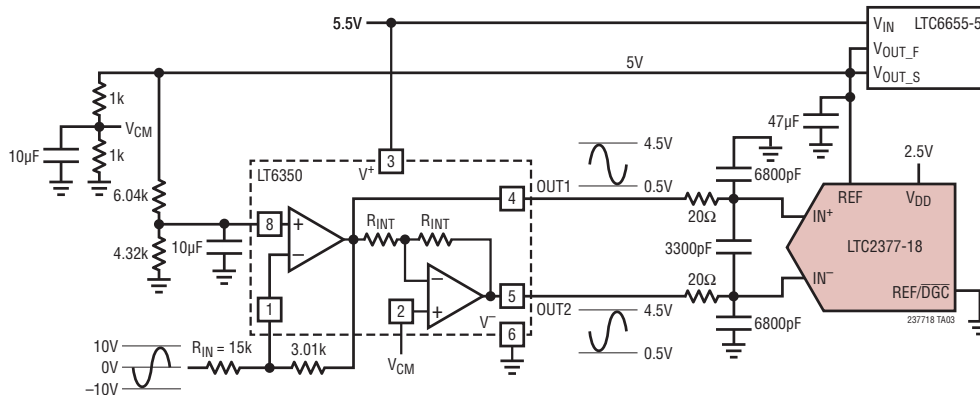 5.5V
VIN
LTC6655-5
VOUT_F
5V
VOUT_S
1k
VCM
10µF
1k
47µF
4.5V
2.5V
3
V+
LT6350
6800pF
6.04k
4
OUT1
0.5V
REF
VDD
8
+
RINT
RINT
20Ω
IN+
4.32k
10µF
–
3300pF
LTC2377-18
–
20Ω
IN–
1
2
+
5
OUT2
4.5V
REF/DGC
V–
6
6800pF
237718 TA03
10V
RIN = 15k
3.01k
0V
VCM
0.5V
–10V